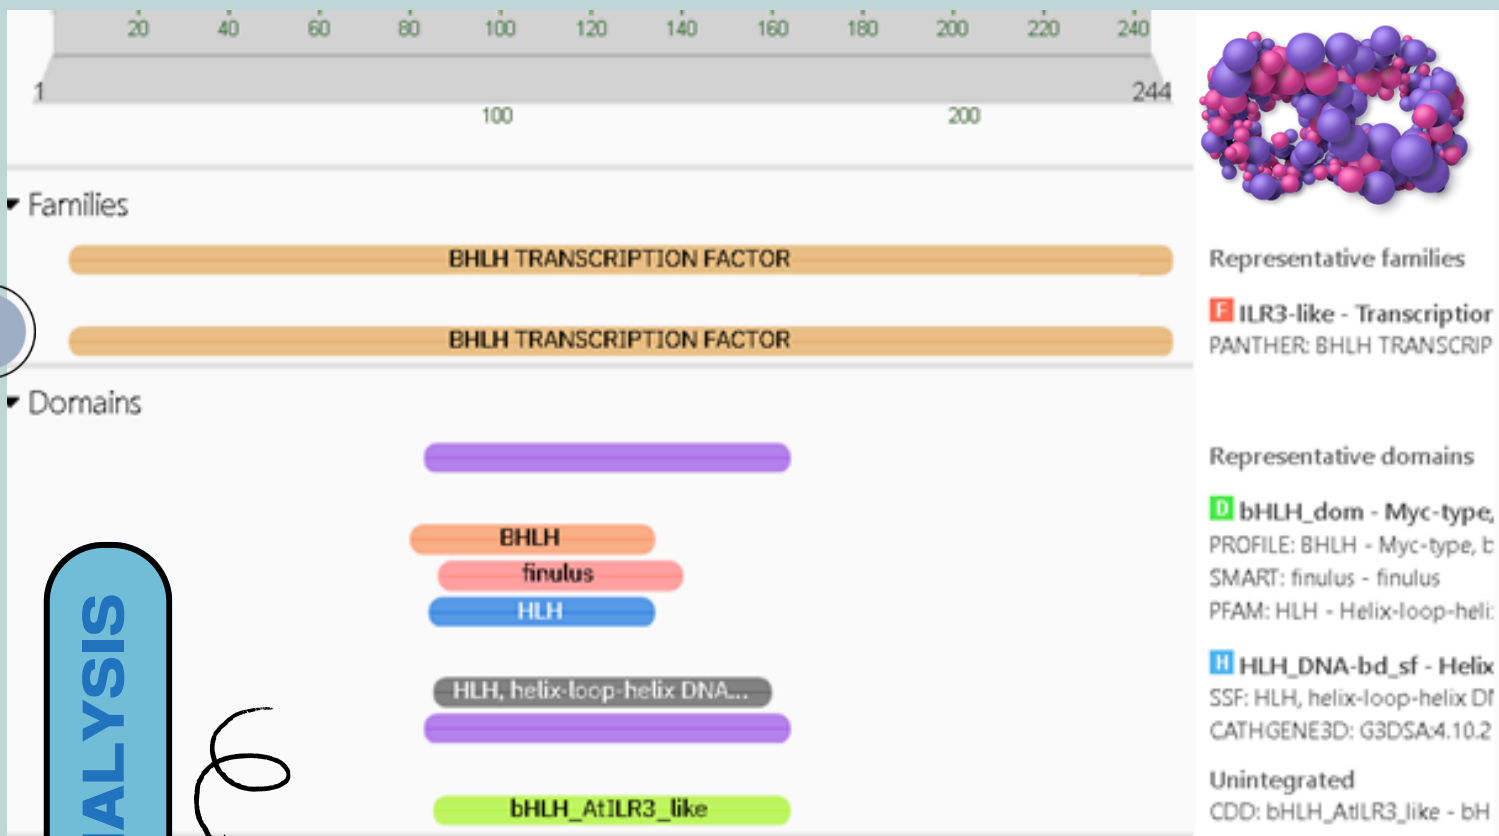 20 40 60 80 100 120 140 160 180 200 220 240
1 244
100 200
Families
BHLH TRANSCRIPTION FACTOR
Representative families
F ILR3-like - Transcription
BHLH TRANSCRIPTION FACTOR
PANTHER: BHLH TRANSCRIP
Domains
Representative domains
D bHLH_dom - Myc-type,
BHLH
PROFILE: BHLH - Myc-type, b
finulus
SMART: finulus - finulus
HLH
PFAM: HLH - Helix-loop-heli
H HLH_DNA-bd_sf - Helix
HLH, helix-loop-helix DNA...
SSF: HLH, helix-loop-helix DN
CATHGENE3D: G3DSA:4.10.2
Unintegrated
bHLH_AtILR3_like
CDD: bHLH_AtILR3_like - bH
ALYSIS